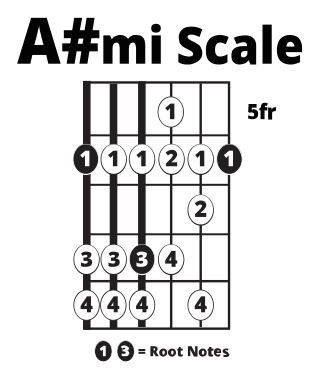 A#mi Scale
1 5fr
1 1 1 2 1 1
2
3 3 3 4
4 4 4 4
1 3 = Root Notes